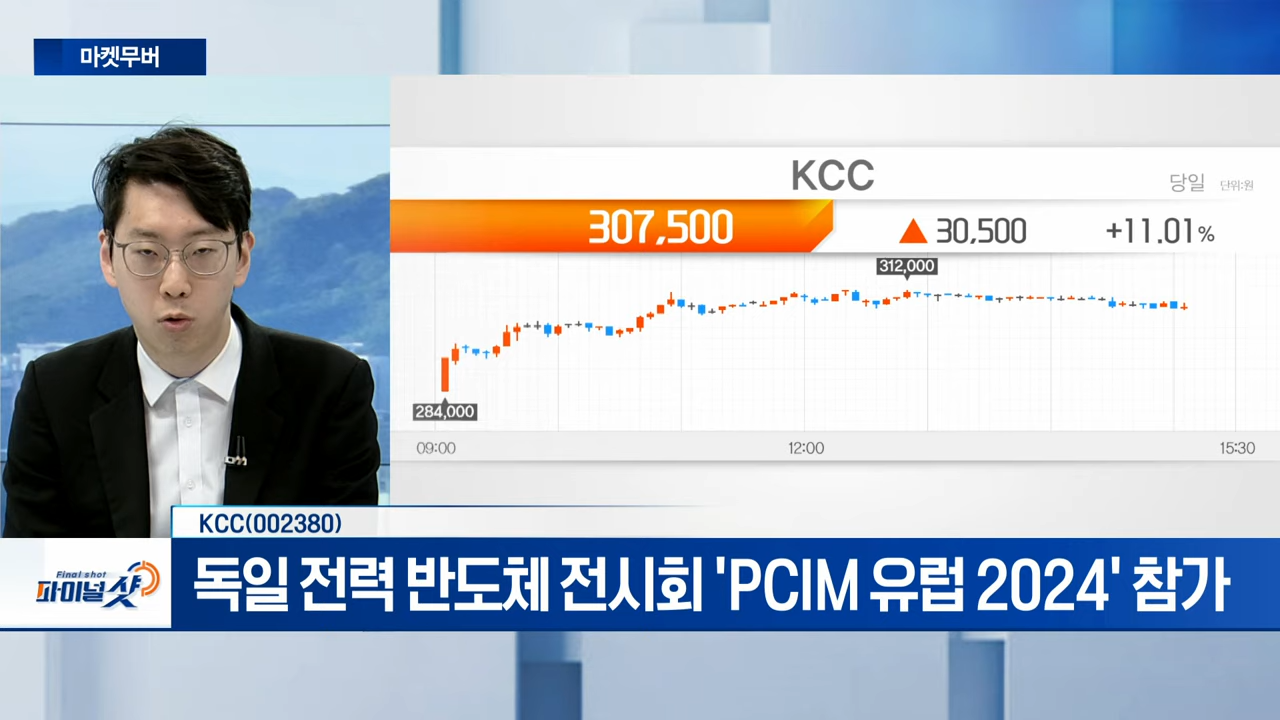 마켓무버
KCC
당일 단위:원
307,500 ▲ 30,500 +11.01%
312,000
284,000
09:00 12:00 15:30
KCC(002380)
Final shot
파이널샷
독일 전력 반도체 전시회 'PCIM 유럽 2024' 참가